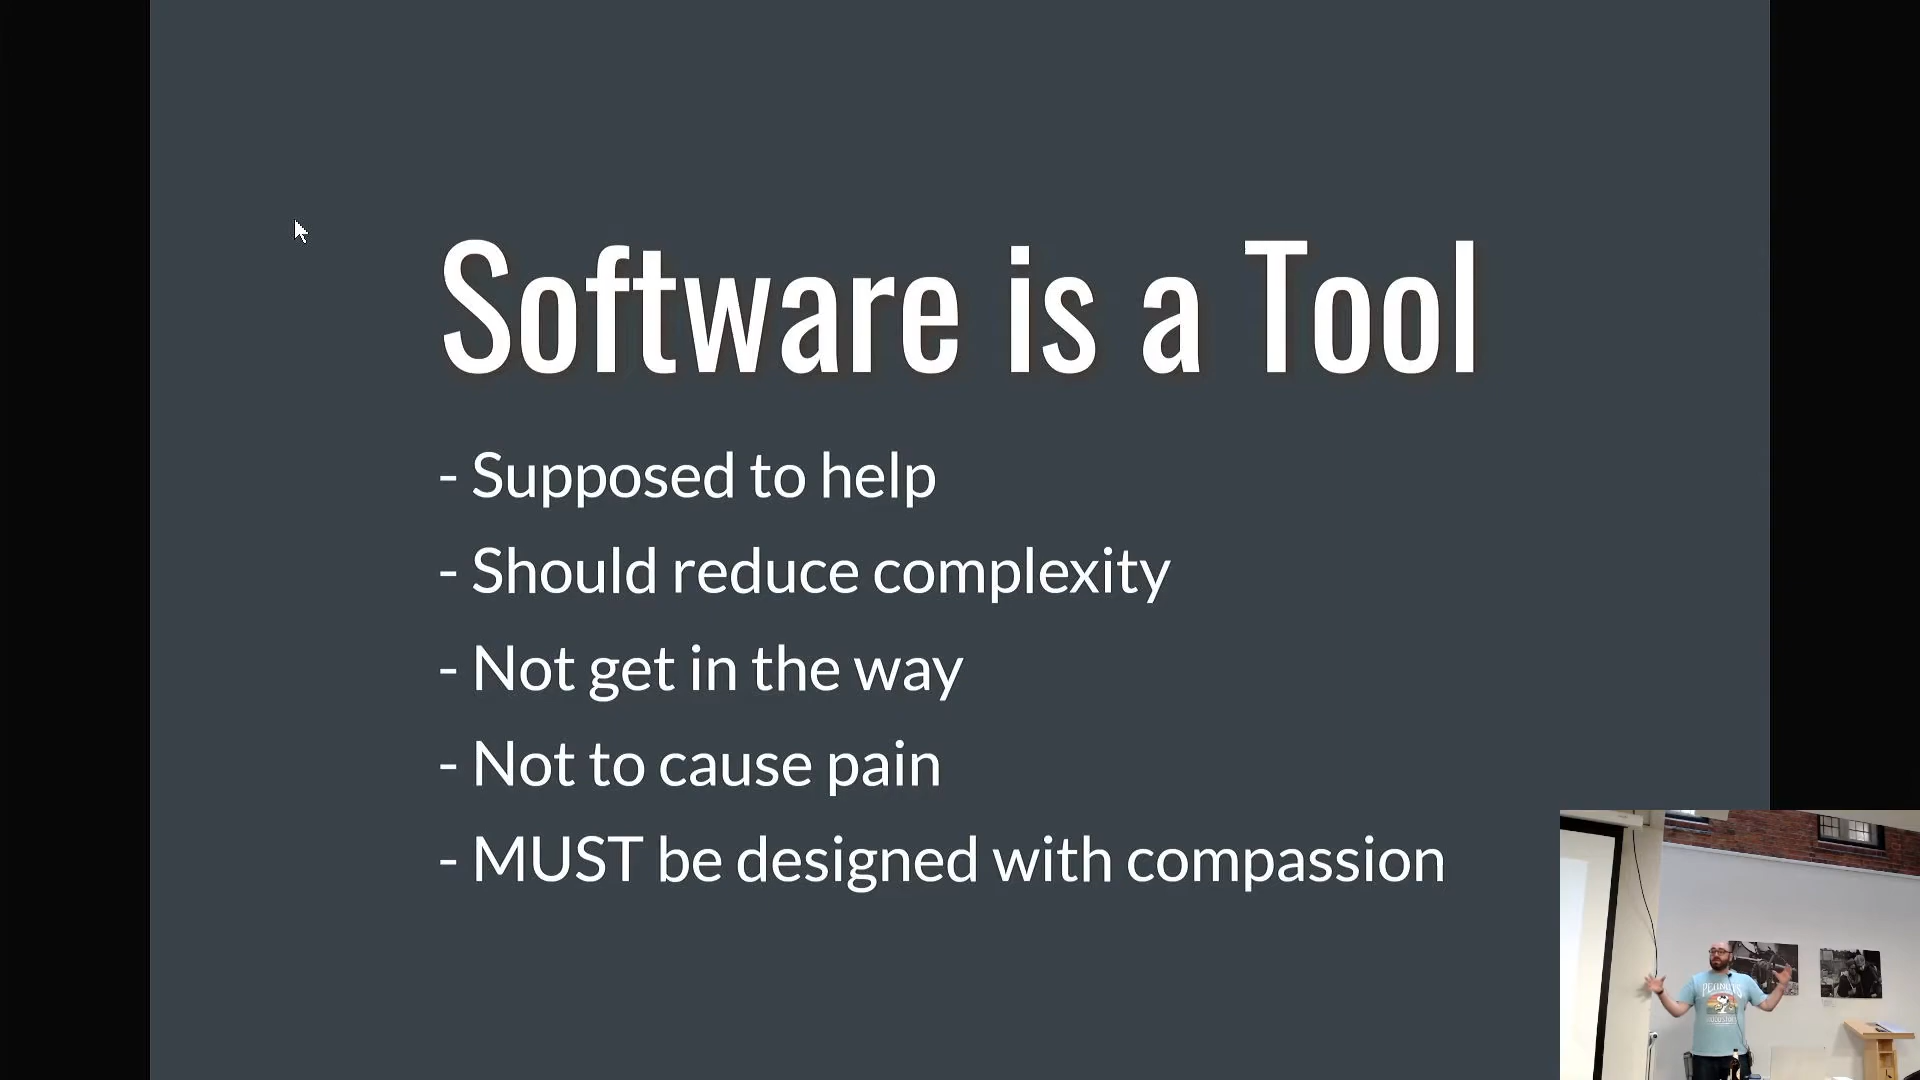 Software is a Tool
- Supposed to help
- Should reduce complexity
- Not get in the way
- Not to cause pain
- MUST be designed with compassion
PEANUTS